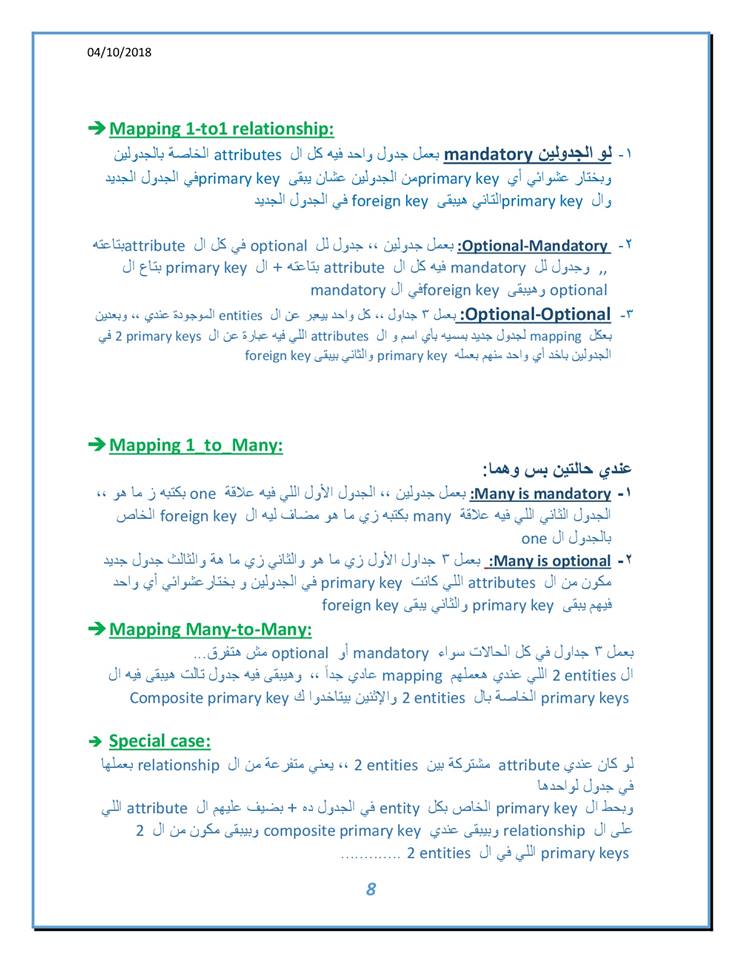 04/10/2018
➔Mapping 1-to1 relationship:
١- لو الجدولين mandatory بعمل جدول واحد فيه كل ال attributes الخاصة بالجدولين
وبختار عشوائي أي primary key من الجدولين عشان يبقى primary key في الجدول الجديد
وال primary key التاني هيبقى foreign key في الجدول الجديد
٢- Optional-Mandatory: بعمل جدولين ،، جدول لل optional في كل ال attribute بتاعته
,, وجدول لل mandatory فيه كل ال attribute بتاعته + ال primary key بتاع ال
optional وهيبقى foreign key في ال mandatory
٣- Optional-Optional: بعمل ٣ جداول ،، كل واحد بيعبر عن ال entities الموجودة عندي ،، وبعدين
بعكل mapping لجدول جديد بسميه بأي اسم و ال attributes اللي فيه عبارة عن ال 2 primary keys في
الجدولين باخد أي واحد منهم بعمله primary key والثاني بيبقى foreign key
➔Mapping 1_to_Many:
عندي حالتين بس وهما:
١- Many is mandatory: بعمل جدولين ،، الجدول الأول اللي فيه علاقة one بكتبه ز ما هو ،،
الجدول الثاني اللي فيه علاقة many بكتبه زي ما هو مضاف ليه ال foreign key الخاص
بالجدول ال one
٢- Many is optional: بعمل ٣ جداول الأول زي ما هو والثاني زي ما هة والثالث جدول جديد
مكون من ال attributes اللي كانت primary key في الجدولين و بختار عشوائي أي واحد
فيهم يبقى primary key والثاني يبقى foreign key
➔Mapping Many-to-Many:
بعمل ٣ جداول في كل الحالات سواء mandatory أو optional مش هتفرق...
ال 2 entities اللي عندي هعملهم mapping عادي جداً ،، وهيبقى فيه جدول تالت هيبقى فيه ال
primary keys الخاصة بال 2 entities والإثنين بيتاخدوا ك Composite primary key
➔ Special case:
لو كان عندي attribute مشتركة بين 2 entities ،، يعني متفرعة من ال relationship بعملها
في جدول لواحدها
وبحط ال primary key الخاص بكل entity في الجدول ده + بضيف عليهم ال attribute اللي
على ال relationship وبيبقى عندي composite primary key وبيبقى مكون من ال 2
primary keys اللي في ال 2 entities .............
8